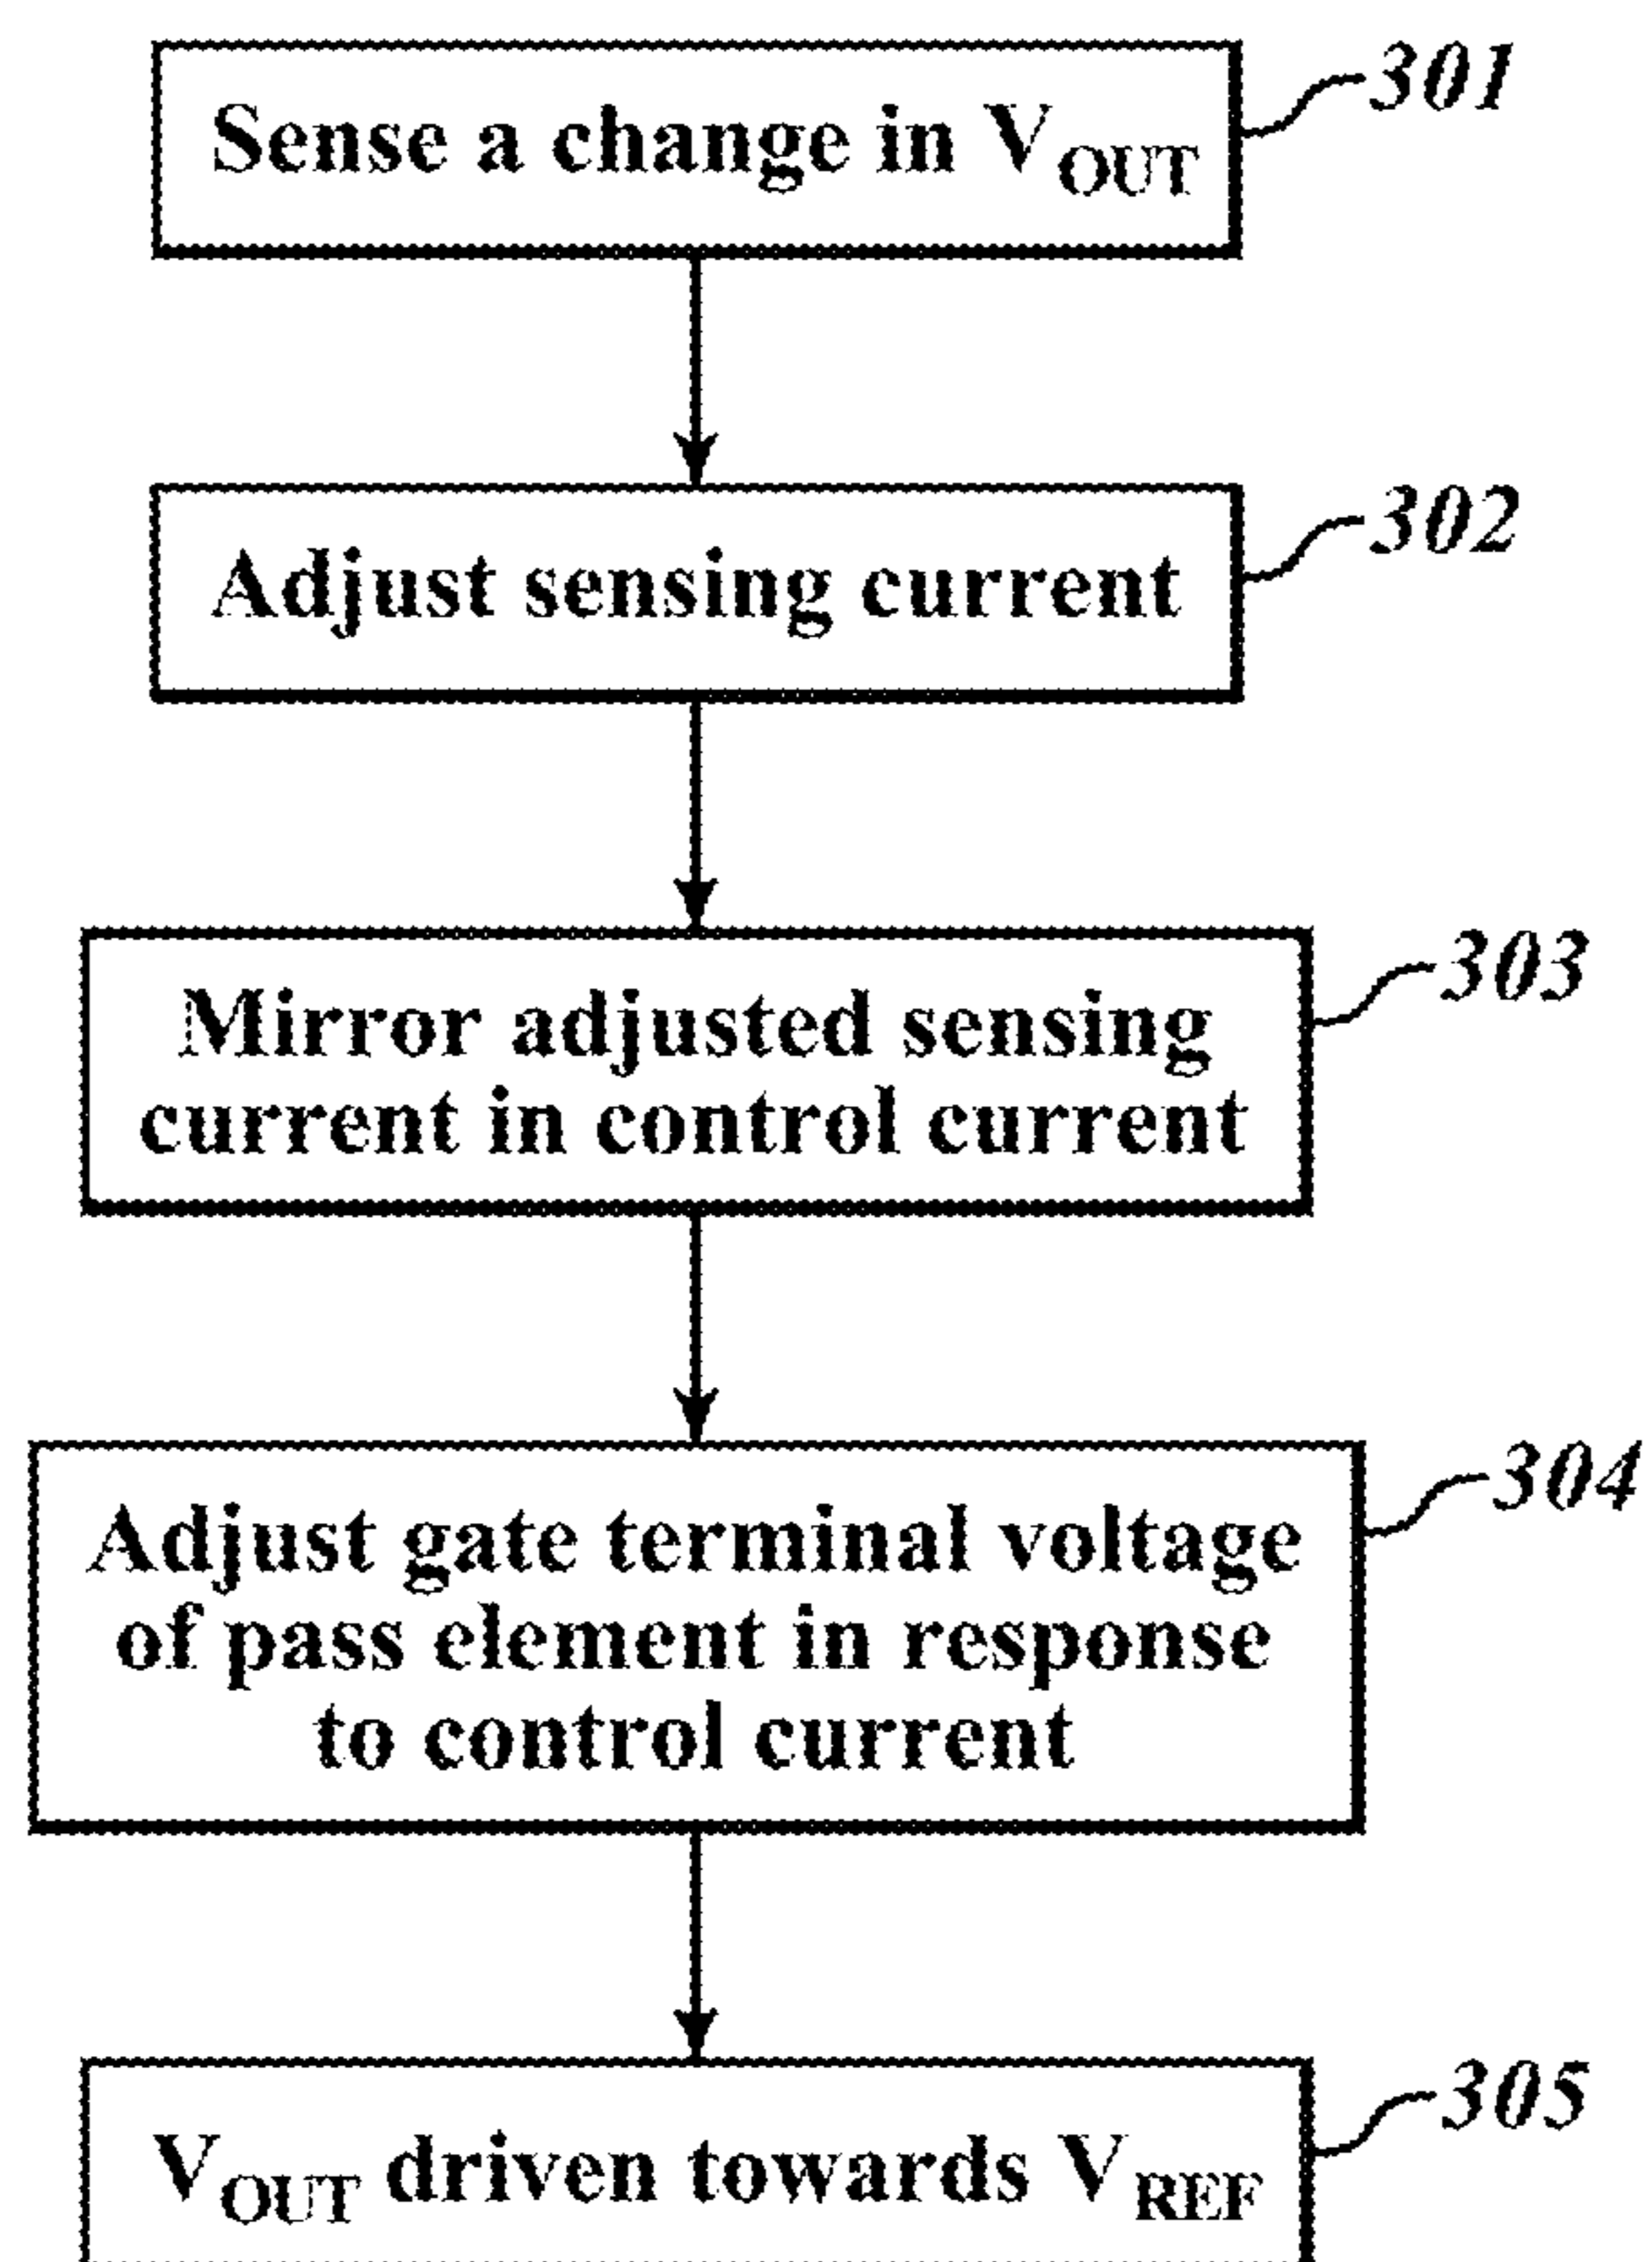 Sense a change in VOUT
301
Adjust sensing current
302
Mirror adjusted sensing
current in control current
303
Adjust gate terminal voltage
of pass element in response
to control current
304
VOUT driven towards VREF
305